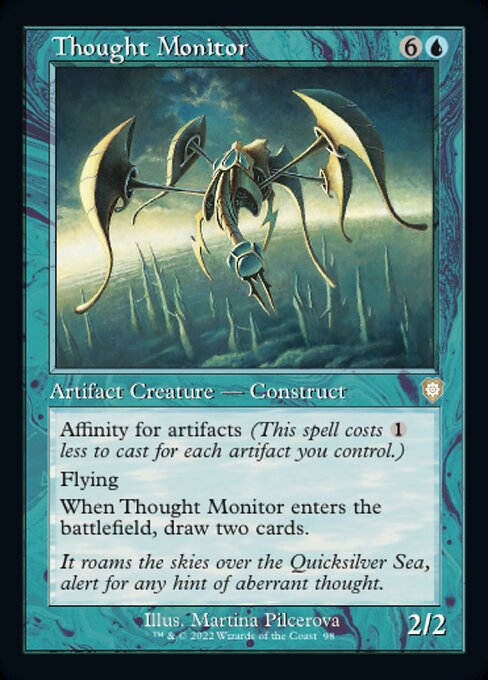 Thought Monitor 6
Artifact Creature — Construct
Affinity for artifacts (This spell costs 1
less to cast for each artifact you control.)
Flying
When Thought Monitor enters the
battlefield, draw two cards.
It roams the skies over the Quicksilver Sea,
alert for any hint of aberrant thought.
Illus. Martina Pilcerova
™ & © 2022 Wizards of the Coast 98
2/2